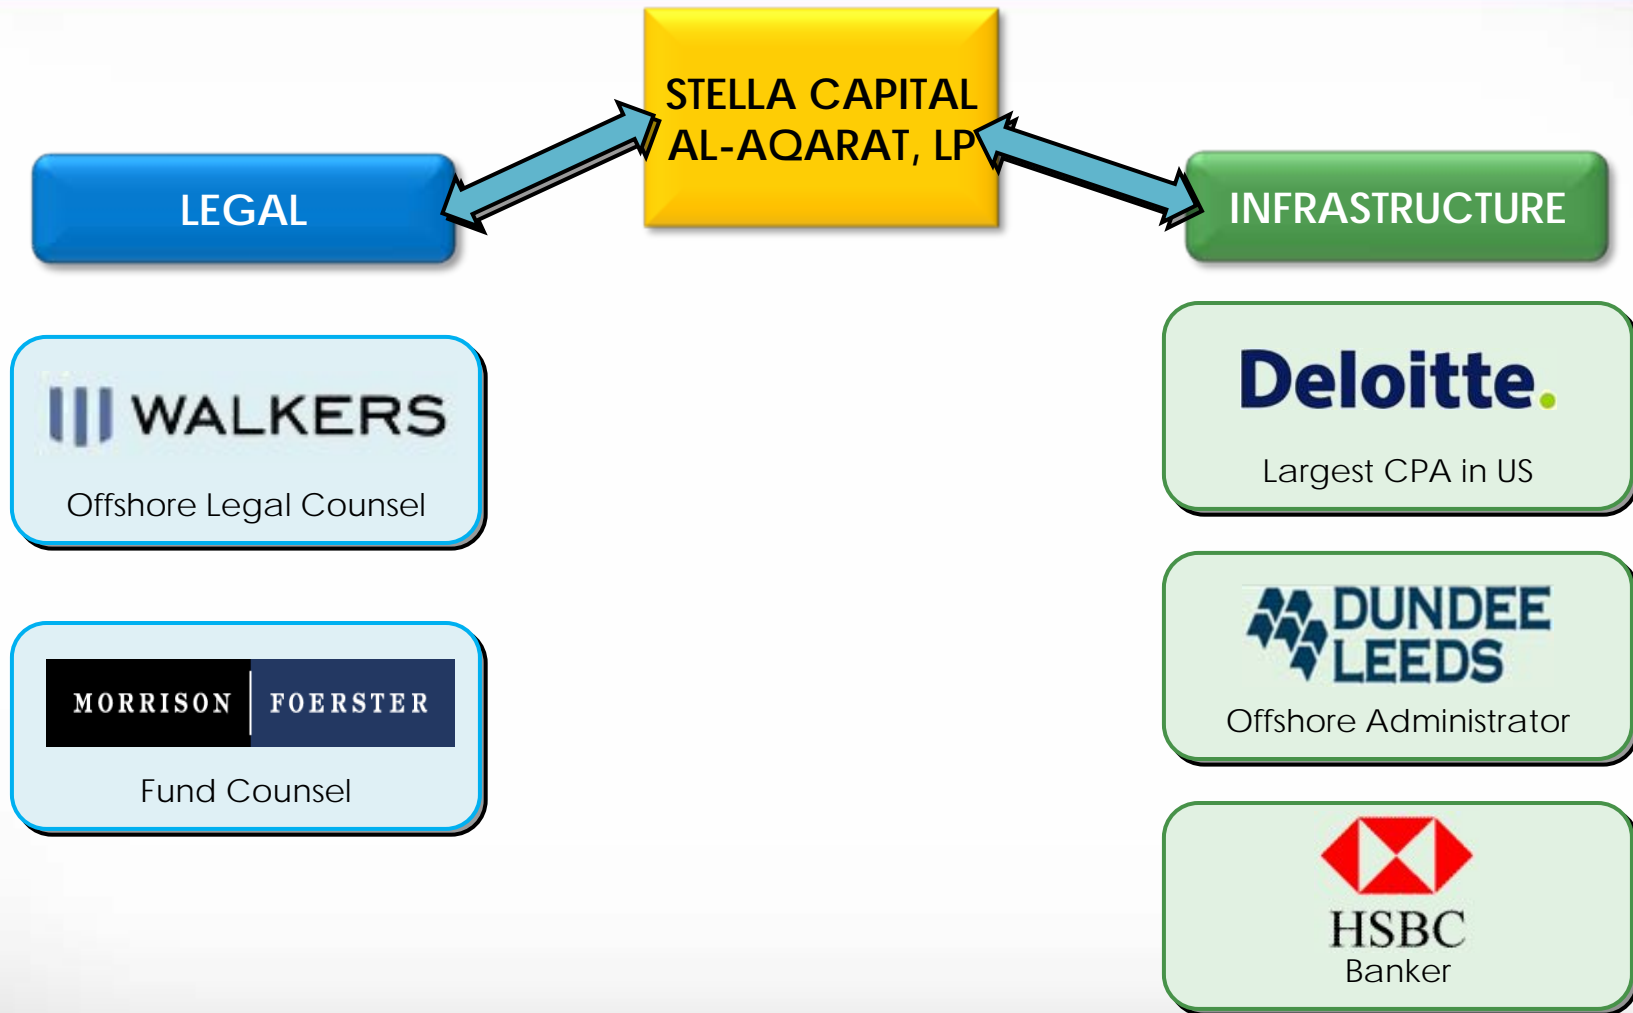 STELLA CAPITAL
AL-AQARAT, LP
LEGAL
INFRASTRUCTURE
WALKERS
Offshore Legal Counsel
MORRISON FOERSTER
Fund Counsel
Deloitte.
Largest CPA in US
DUNDEE
LEEDS
Offshore Administrator
HSBC
Banker